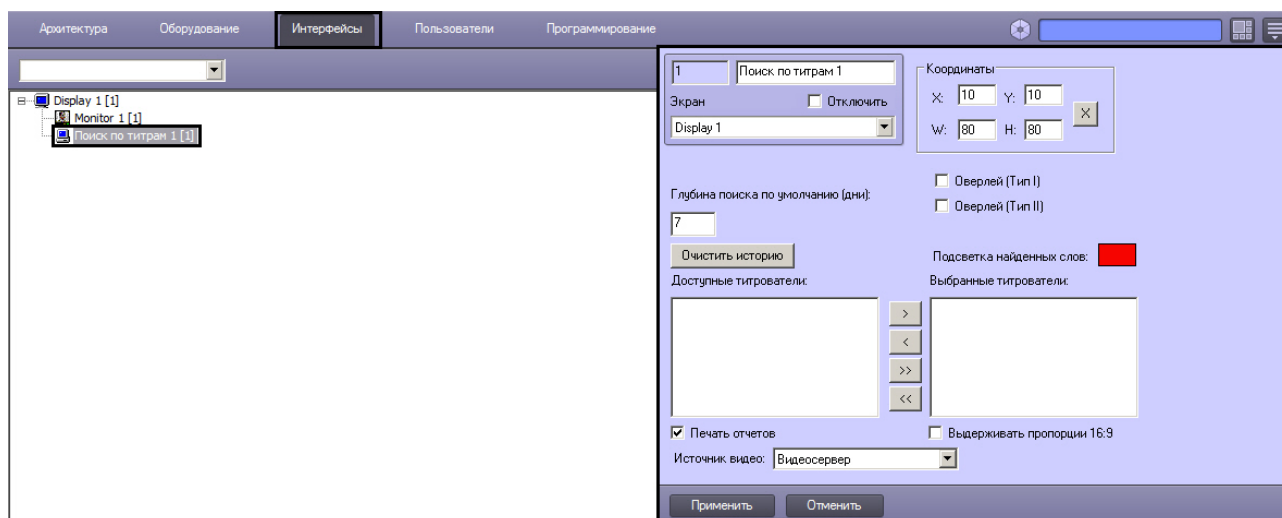 Архитектура Оборудование Интерфейсы Пользователи Программирование
Display 1 [1]
Monitor 1 [1]
Поиск по титрам 1 [1]
1 Поиск по титрам 1
Экран Отключить
Display 1
Координаты
X: 10 Y: 10
X
W: 80 H: 80
Оверлей (Тип I)
Оверлей (Тип II)
Глубина поиска по умолчанию (дни):
7
Очистить историю
Подсветка найденных слов:
Доступные титрователи: Выбранные титрователи:
>
<
>>
<<
Печать отчетов Выдерживать пропорции 16:9
Источник видео: Видеосервер
Применить Отменить